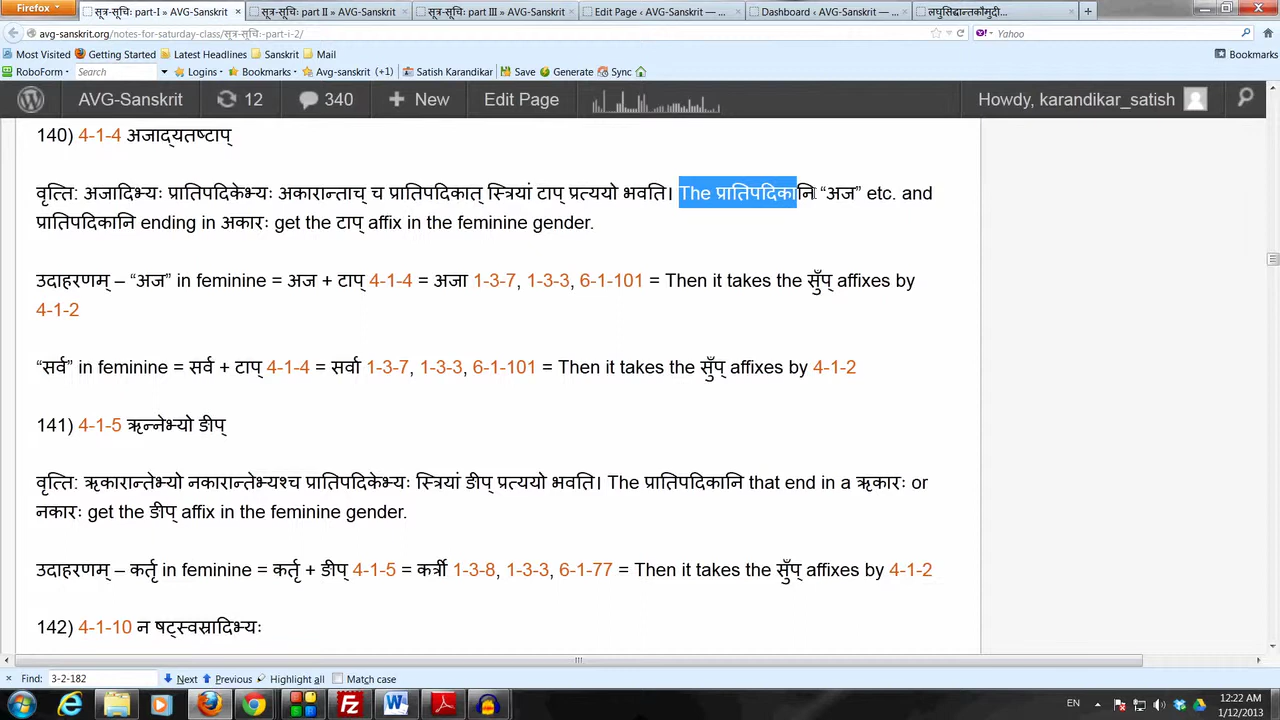 Firefox
सूत्र-सूचिः part-I » AVG-Sanskrit
सूत्र-सूचिः part II » AVG-Sanskrit
सूत्र-सूचिः part III » AVG-Sanskrit
Edit Page ‹ AVG-Sanskrit — ...
Dashboard ‹ AVG-Sanskrit — ...
लघुसिद्धान्तकौमुदी...
avg-sanskrit.org/notes-for-saturday-class/सूत्र-सूचिः-part-i-2/
Yahoo
Most Visited Getting Started Latest Headlines Sanskrit Mail Bookmarks
RoboForm Search Logins Bookmarks Avg-sanskrit (+1) Satish Karandikar Save Generate Sync
AVG-Sanskrit 12 340 New Edit Page Howdy, karandikar_satish
140) 4-1-4 अजाद्यतष्टाप्
वृत्ति: अजादिभ्यः प्रातिपदिकेभ्यः अकारान्ताच् च प्रातिपदिकात् स्त्रियां टाप् प्रत्ययो भवति। The प्रातिपदिकानि “अज” etc. and
प्रातिपदिकानि ending in अकारः get the टाप् affix in the feminine gender.
उदाहरणम् – “अज” in feminine = अज + टाप् 4-1-4 = अजा 1-3-7, 1-3-3, 6-1-101 = Then it takes the सुँप् affixes by
4-1-2
“सर्व” in feminine = सर्व + टाप् 4-1-4 = सर्वा 1-3-7, 1-3-3, 6-1-101 = Then it takes the सुँप् affixes by 4-1-2
141) 4-1-5 ऋन्नेभ्यो ङीप्
वृत्ति: ऋकारान्तेभ्यो नकारान्तेभ्यश्च प्रातिपदिकेभ्यः स्त्रियां ङीप् प्रत्ययो भवति। The प्रातिपदिकानि that end in a ऋकारः or
नकारः get the ङीप् affix in the feminine gender.
उदाहरणम् – कर्तृ in feminine = कर्तृ + ङीप् 4-1-5 = कर्त्री 1-3-8, 1-3-3, 6-1-77 = Then it takes the सुँप् affixes by 4-1-2
142) 4-1-10 न षट्स्वस्रादिभ्यः
Find: 3-2-182 Next Previous Highlight all Match case
EN 12:22 AM
1/12/2013